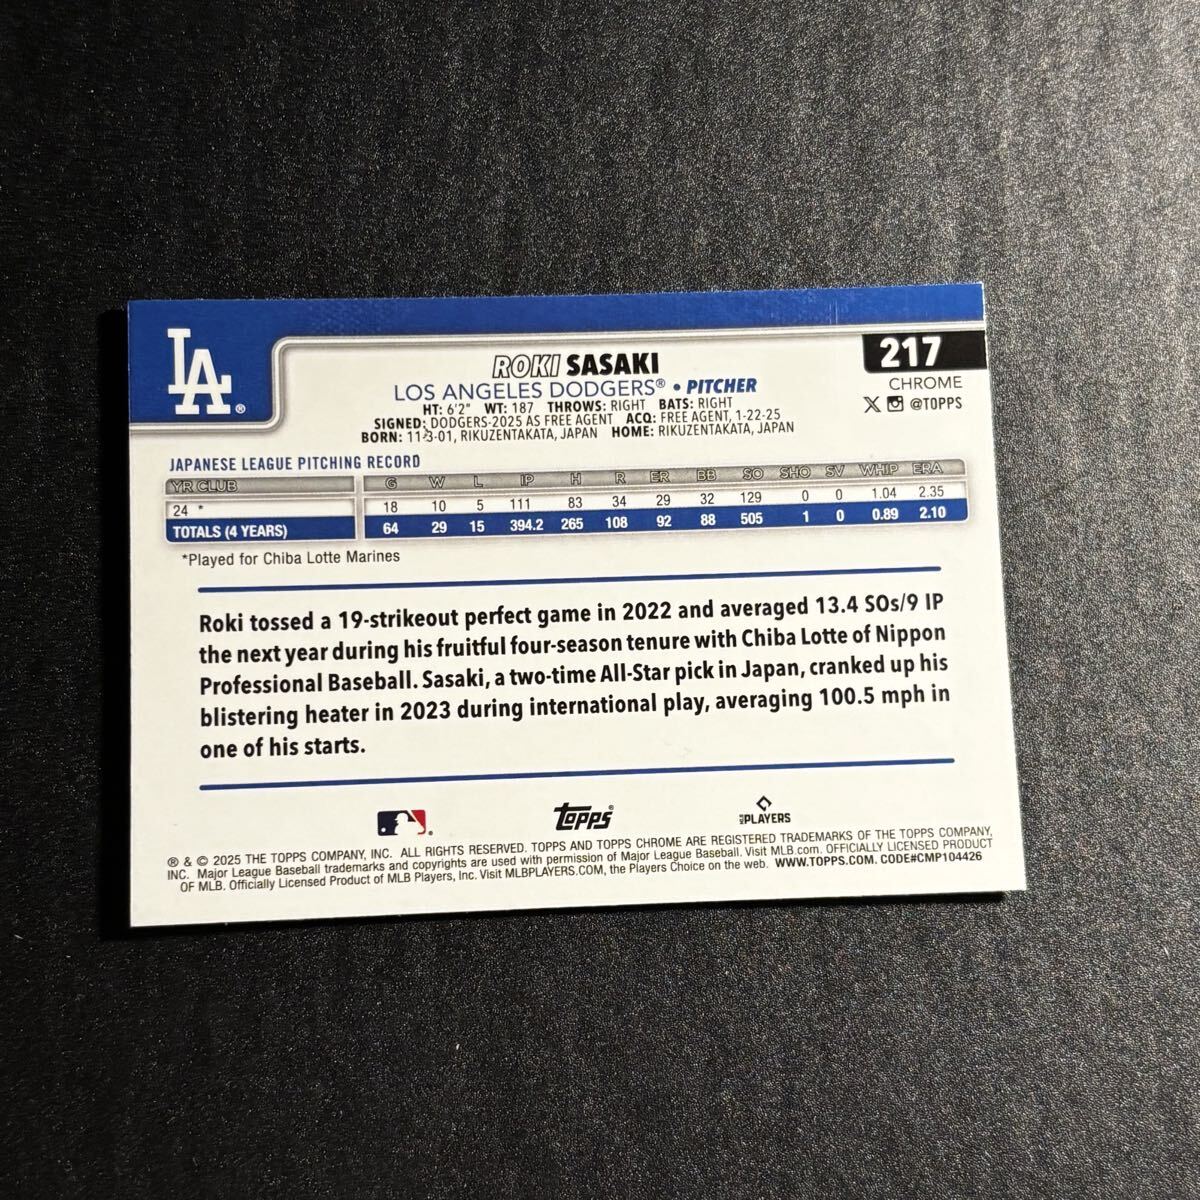 LA®
ROKI SASAKI
LOS ANGELES DODGERS® • PITCHER
HT: 6'2" WT: 187 THROWS: RIGHT BATS: RIGHT
SIGNED: DODGERS-2025 AS FREE AGENT ACQ: FREE AGENT, 1-22-25
BORN: 11-3-01, RIKUZENTAKATA, JAPAN HOME: RIKUZENTAKATA, JAPAN
217
CHROME
@TOPPS
JAPANESE LEAGUE PITCHING RECORD
YR CLUB G W L IP H R ER BB SO SHO SV WHIP ERA
24 * 18 10 5 111 83 34 29 32 129 0 0 1.04 2.35
TOTALS (4 YEARS) 64 29 15 394.2 265 108 92 88 505 1 0 0.89 2.10
*Played for Chiba Lotte Marines
Roki tossed a 19-strikeout perfect game in 2022 and averaged 13.4 SOs/9 IP
the next year during his fruitful four-season tenure with Chiba Lotte of Nippon
Professional Baseball. Sasaki, a two-time All-Star pick in Japan, cranked up his
blistering heater in 2023 during international play, averaging 100.5 mph in
one of his starts.
topps®
PLAYERS
® & © 2025 THE TOPPS COMPANY, INC. ALL RIGHTS RESERVED. TOPPS AND TOPPS CHROME ARE REGISTERED TRADEMARKS OF THE TOPPS COMPANY,
INC. Major League Baseball trademarks and copyrights are used with permission of Major League Baseball. Visit MLB.com. OFFICIALLY LICENSED PRODUCT
OF MLB. Officially Licensed Product of MLB Players, Inc. Visit MLBPLAYERS.COM, the Players Choice on the web. WWW.TOPPS.COM. CODE#CMP104426